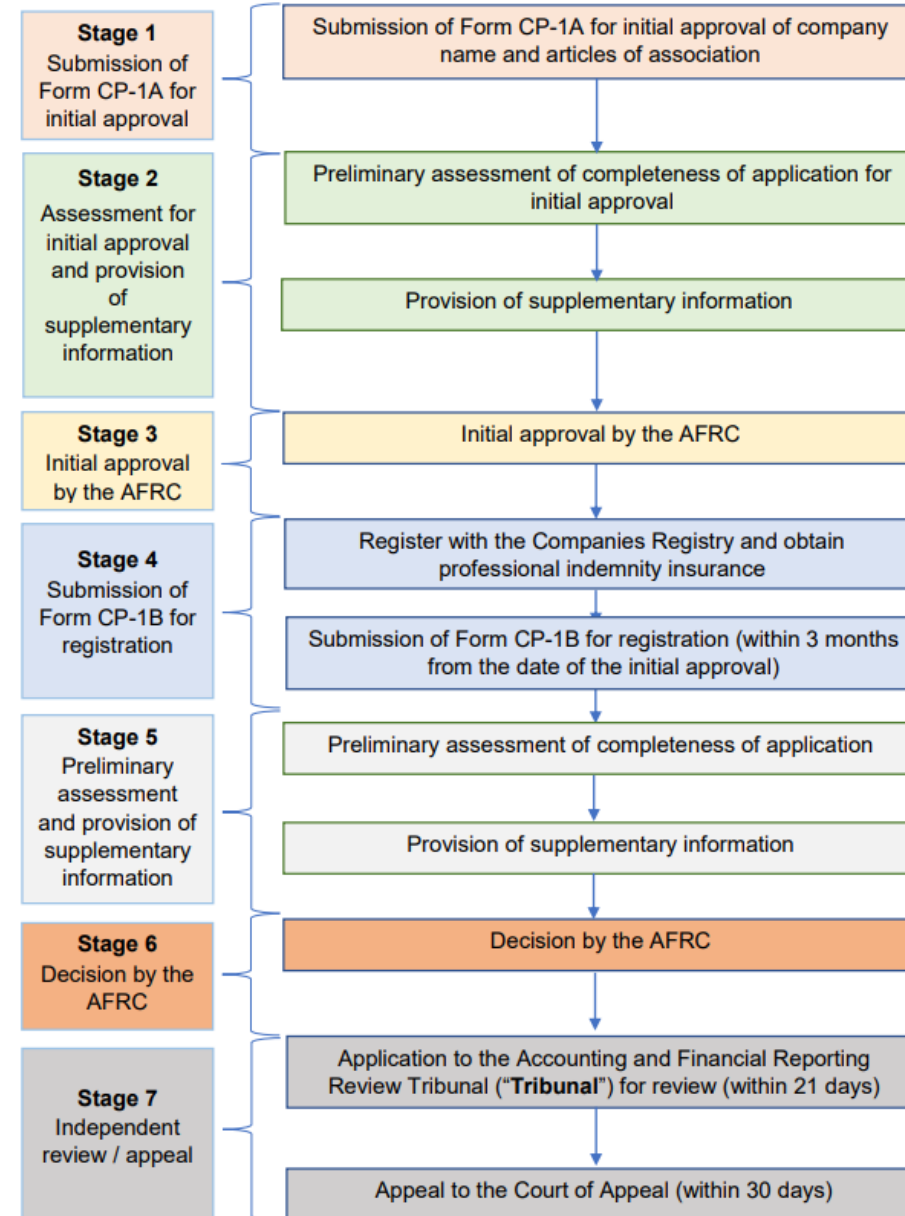 Stage 1
Submission of
Form CP-1A for
initial approval
Submission of Form CP-1A for initial approval of company
name and articles of association
Stage 2
Assessment for
initial approval
and provision
of
supplementary
information
Preliminary assessment of completeness of application for
initial approval
Provision of supplementary information
Stage 3
Initial approval
by the AFRC
Initial approval by the AFRC
Stage 4
Submission of
Form CP-1B for
registration
Register with the Companies Registry and obtain
professional indemnity insurance
Submission of Form CP-1B for registration (within 3 months
from the date of the initial approval)
Stage 5
Preliminary
assessment
and provision of
supplementary
information
Preliminary assessment of completeness of application
Provision of supplementary information
Stage 6
Decision by the
AFRC
Decision by the AFRC
Stage 7
Independent
review / appeal
Application to the Accounting and Financial Reporting
Review Tribunal (“Tribunal”) for review (within 21 days)
Appeal to the Court of Appeal (within 30 days)